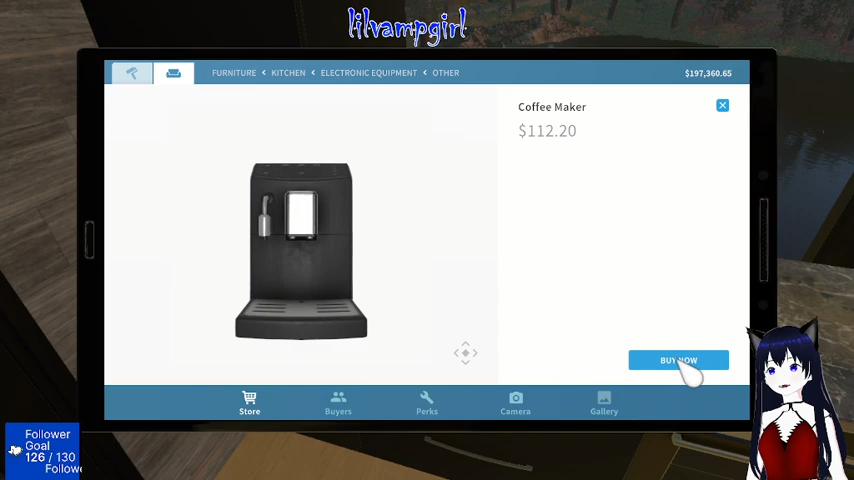 lilvampgirl
FURNITURE < KITCHEN < ELECTRONIC EQUIPMENT < OTHER
$197,360.65
Coffee Maker
$112.20
BUY NOW
Store
Buyers
Perks
Camera
Gallery
Follower
Goal
126 / 130
Follow